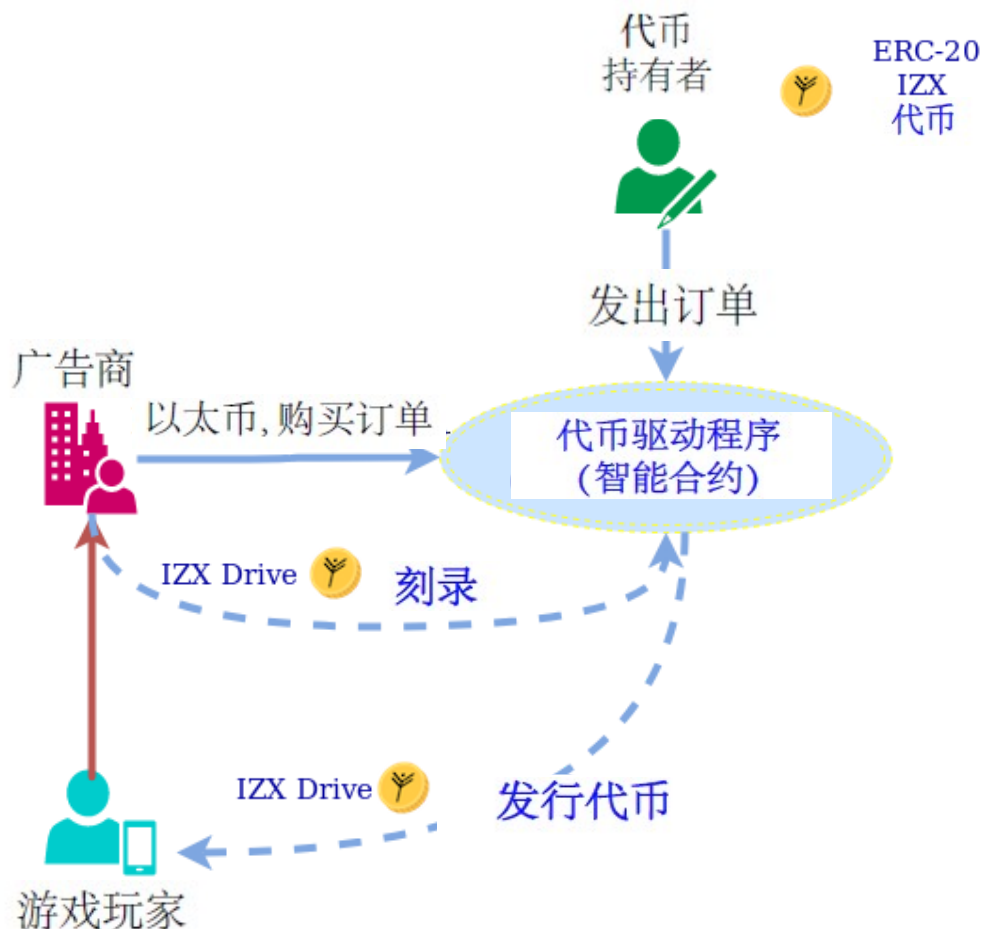 代币
持有者
ERC-20
IZX
代币
发出订单
广告商
以太币,购买订单
代币驱动程序
(智能合约)
IZX Drive
刻录
IZX Drive
发行代币
游戏玩家